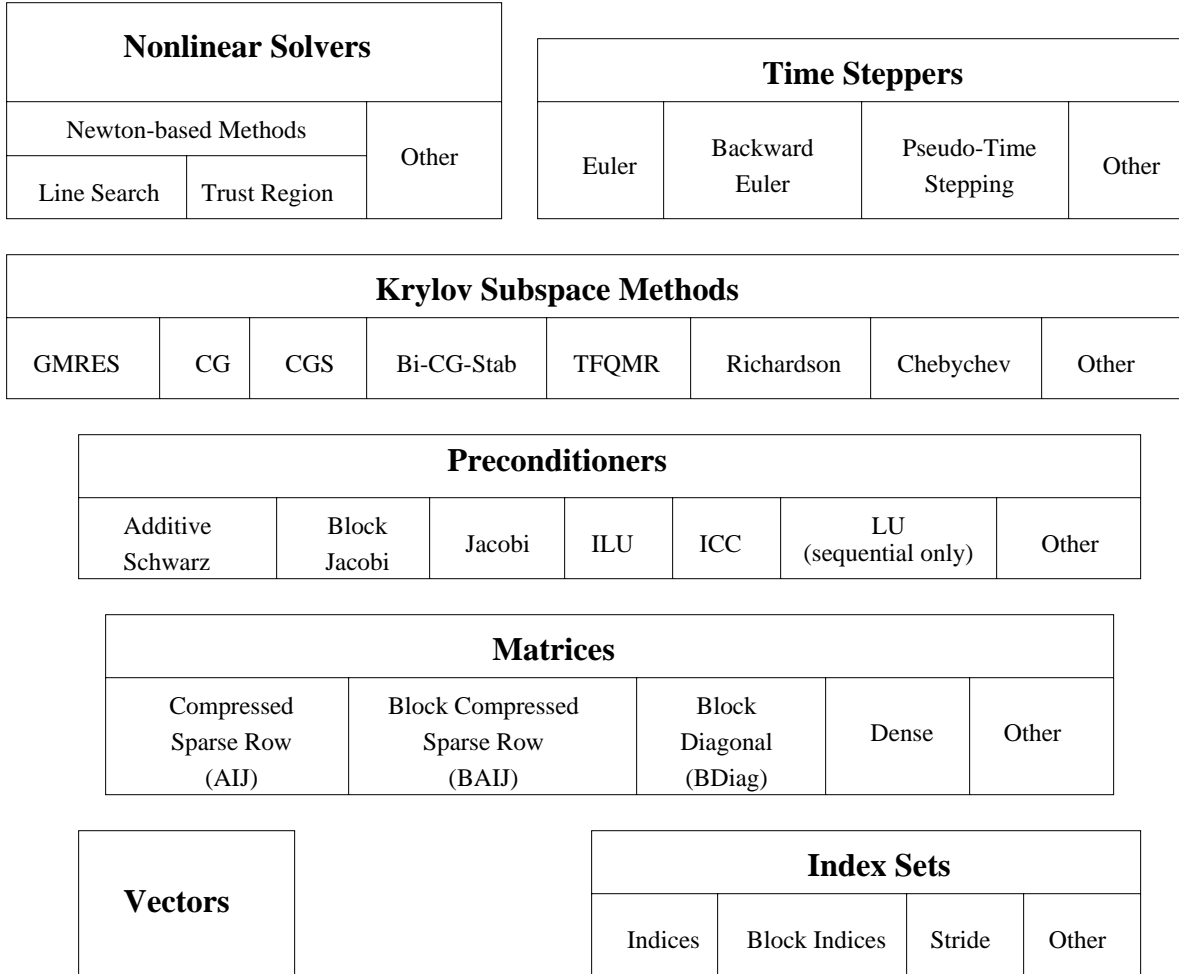 Nonlinear Solvers
Newton-based Methods
Line Search
Trust Region
Other
Time Steppers
Euler
Backward
Euler
Pseudo-Time
Stepping
Other
Krylov Subspace Methods
GMRES
CG
CGS
Bi-CG-Stab
TFQMR
Richardson
Chebychev
Other
Preconditioners
Additive
Schwarz
Block
Jacobi
Jacobi
ILU
ICC
LU
(sequential only)
Other
Matrices
Compressed
Sparse Row
(AIJ)
Block Compressed
Sparse Row
(BAIJ)
Block
Diagonal
(BDiag)
Dense
Other
Vectors
Index Sets
Indices
Block Indices
Stride
Other